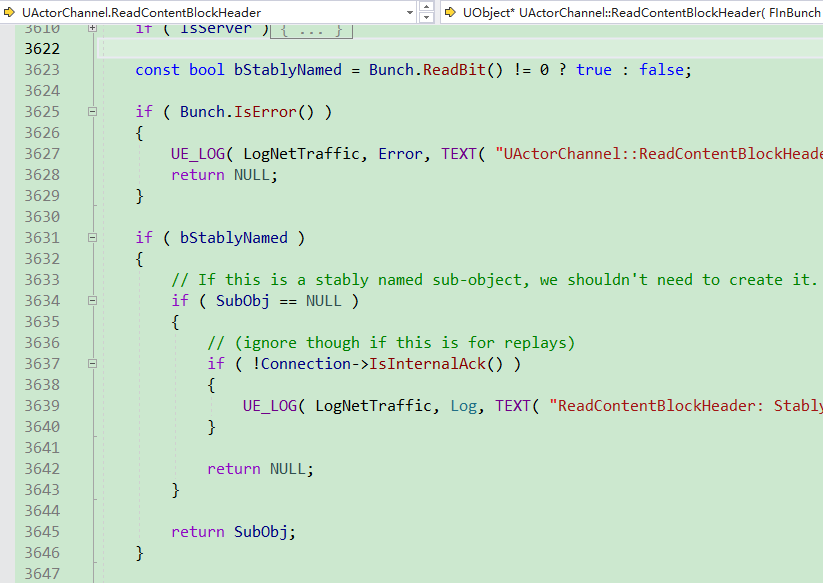 UActorChannel.ReadContentBlockHeader
UObject* UActorChannel::ReadContentBlockHeader( FInBunch
3610 if ( IsServer ) { ... }
3622
3623 const bool bStablyNamed = Bunch.ReadBit() != 0 ? true : false;
3624
3625 if ( Bunch.IsError() )
3626 {
3627 UE_LOG( LogNetTraffic, Error, TEXT( "UActorChannel::ReadContentBlockHeade
3628 return NULL;
3629 }
3630
3631 if ( bStablyNamed )
3632 {
3633 // If this is a stably named sub-object, we shouldn't need to create it.
3634 if ( SubObj == NULL )
3635 {
3636 // (ignore though if this is for replays)
3637 if ( !Connection->IsInternalAck() )
3638 {
3639 UE_LOG( LogNetTraffic, Log, TEXT( "ReadContentBlockHeader: Stably
3640 }
3641
3642 return NULL;
3643 }
3644
3645 return SubObj;
3646 }
3647